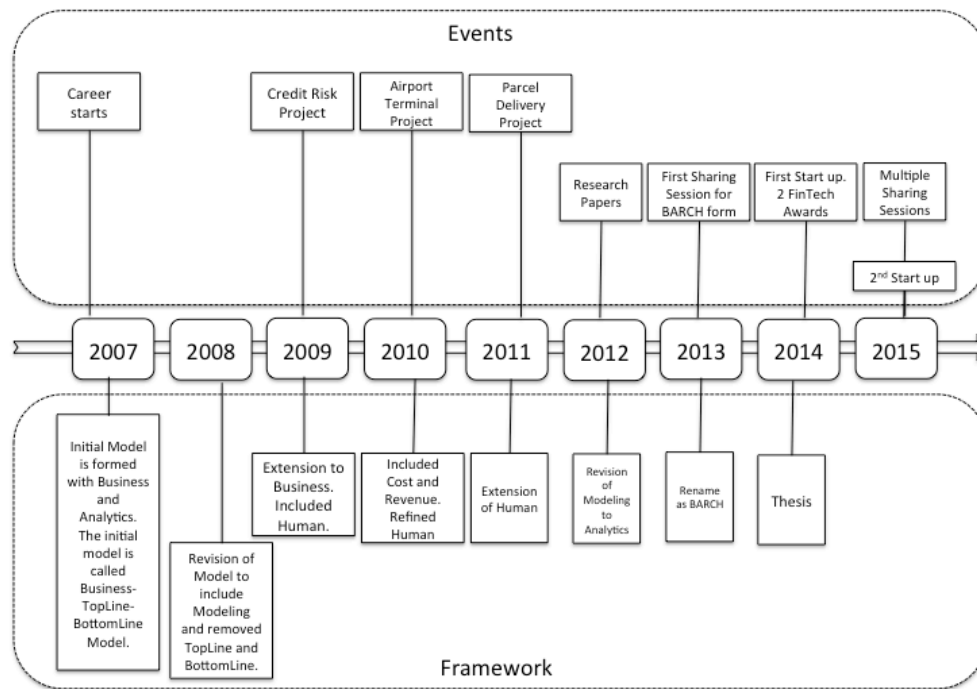 Events
Career
starts
Credit Risk
Project
Airport
Terminal
Project
Parcel
Delivery
Project
Research
Papers
First Sharing
Session for
BARCH form
First Start up.
2 FinTech
Awards
Multiple
Sharing
Sessions
2nd Start up
2007
2008
2009
2010
2011
2012
2013
2014
2015
Initial Model
is formed
with Business
and
Analytics.
The initial
model is
called
Business-
TopLine-
BottomLine
Model.
Revision of
Model to
include
Modeling
and removed
TopLine and
BottomLine.
Extension to
Business.
Included
Human.
Included
Cost and
Revenue.
Refined
Human
Extension
of Human
Revision
of
Modeling
to
Analytics
Rename
as BARCH
Thesis
Framework